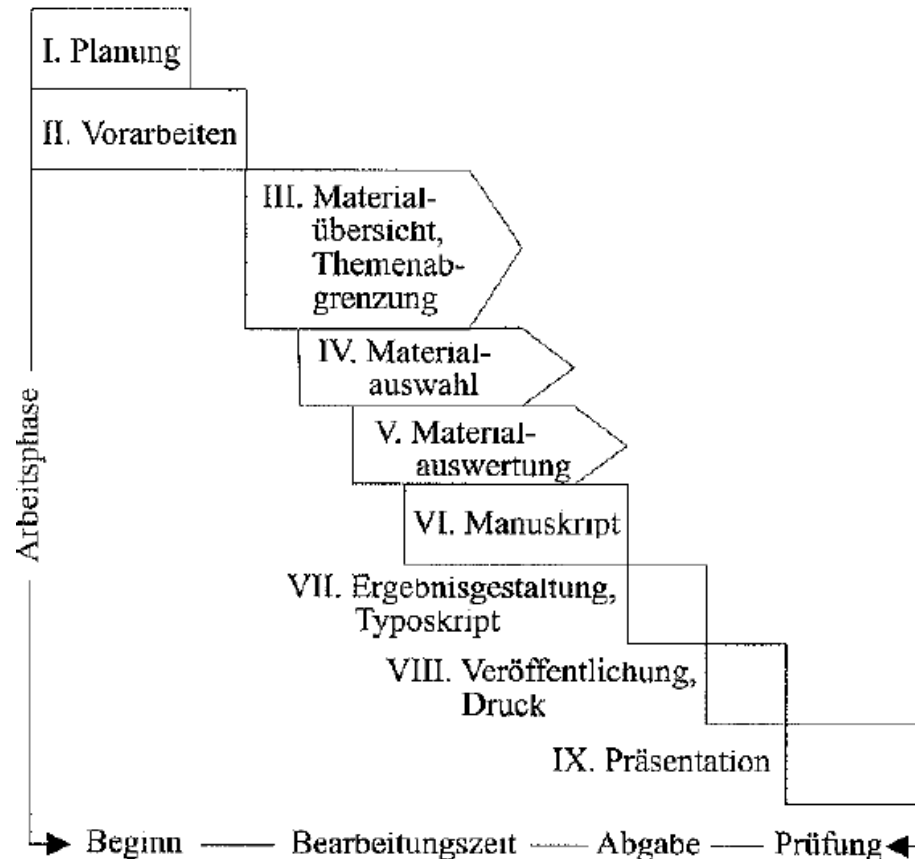 I. Planung
II. Vorarbeiten
III. Material-
übersicht,
Themenab-
grenzung
IV. Material-
auswahl
V. Material-
auswertung
VI. Manuskript
VII. Ergebnisgestaltung,
Typoskript
VIII. Veröffentlichung,
Druck
IX. Präsentation
Arbeitsphase
Beginn Bearbeitungszeit Abgabe Prüfung